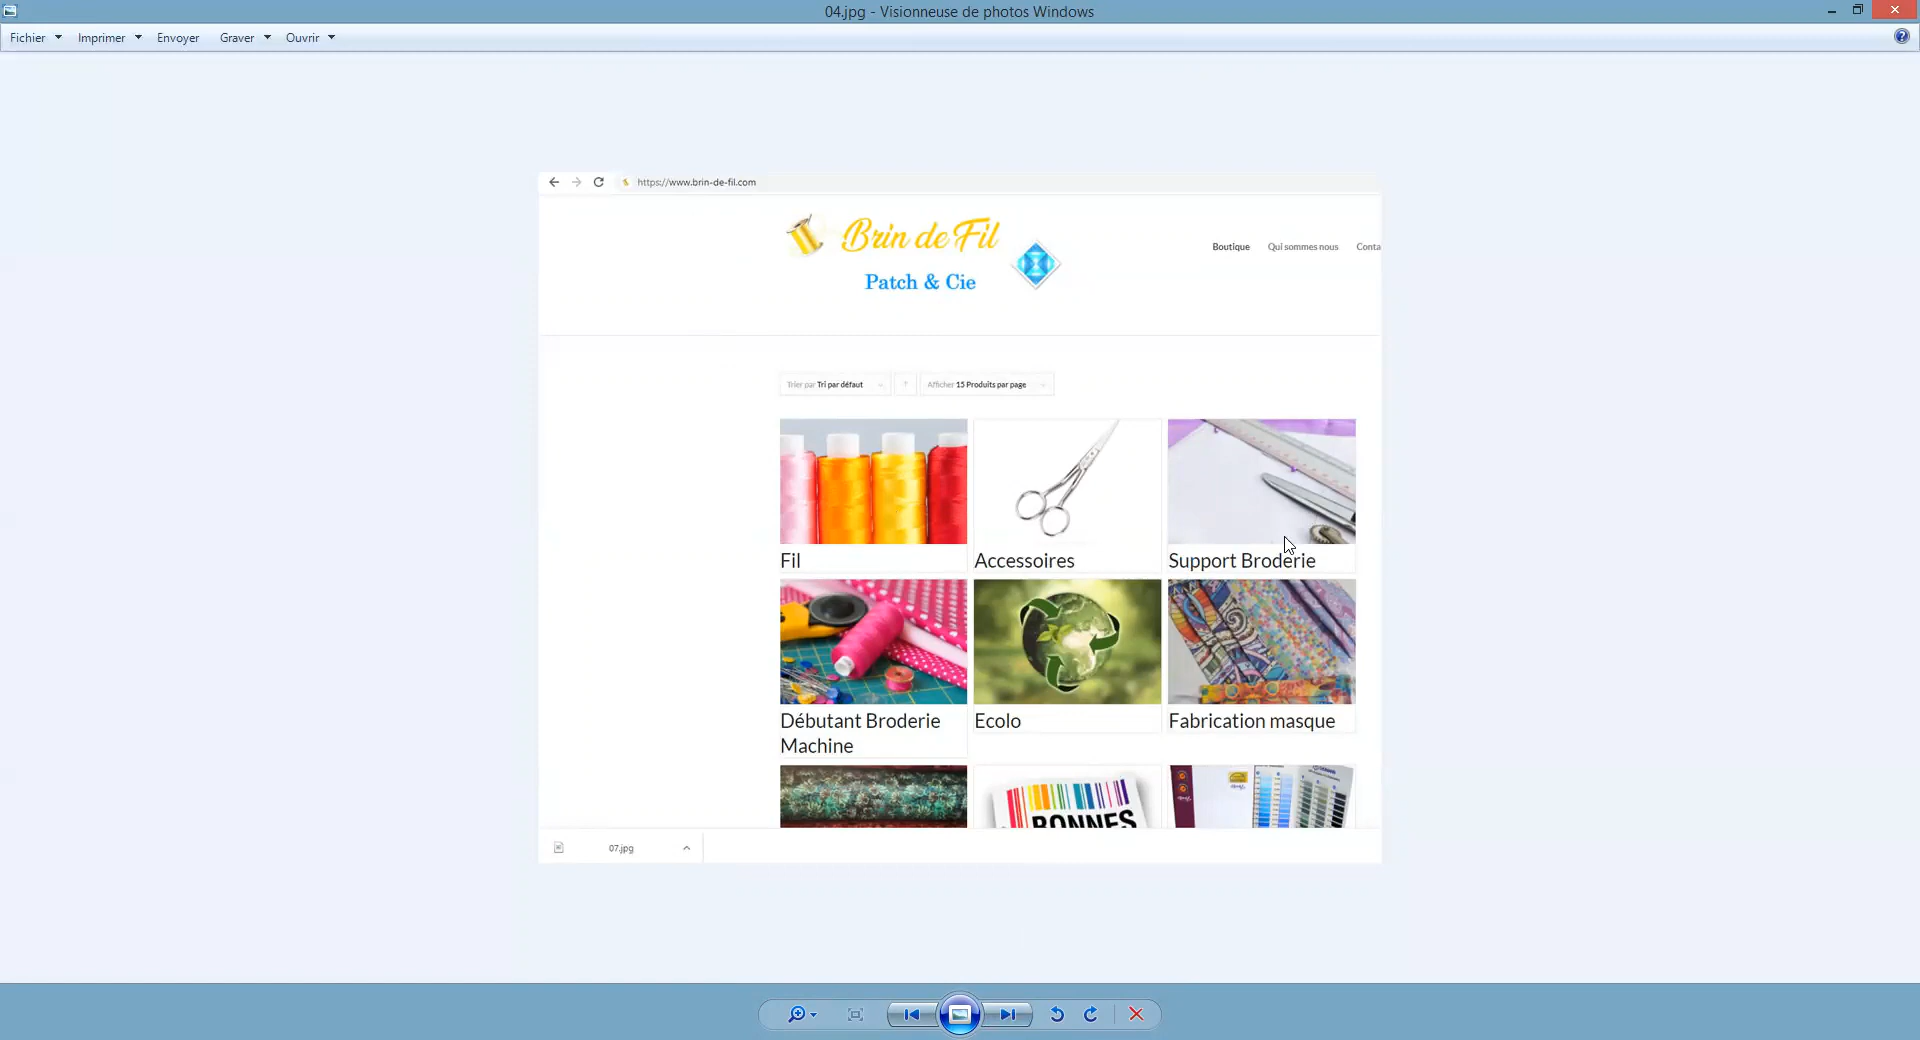 04.jpg - Visionneuse de photos Windows
Fichier Imprimer Envoyer Graver Ouvrir
https://www.brin-de-fil.com
Brin de Fil
Patch & Cie
Boutique Qui sommes nous Conta
Trier par Tri par défaut Afficher 15 Produits par page
Fil Accessoires Support Broderie
Débutant Broderie Machine
Ecolo
Fabrication masque
BONNES
07.jpg